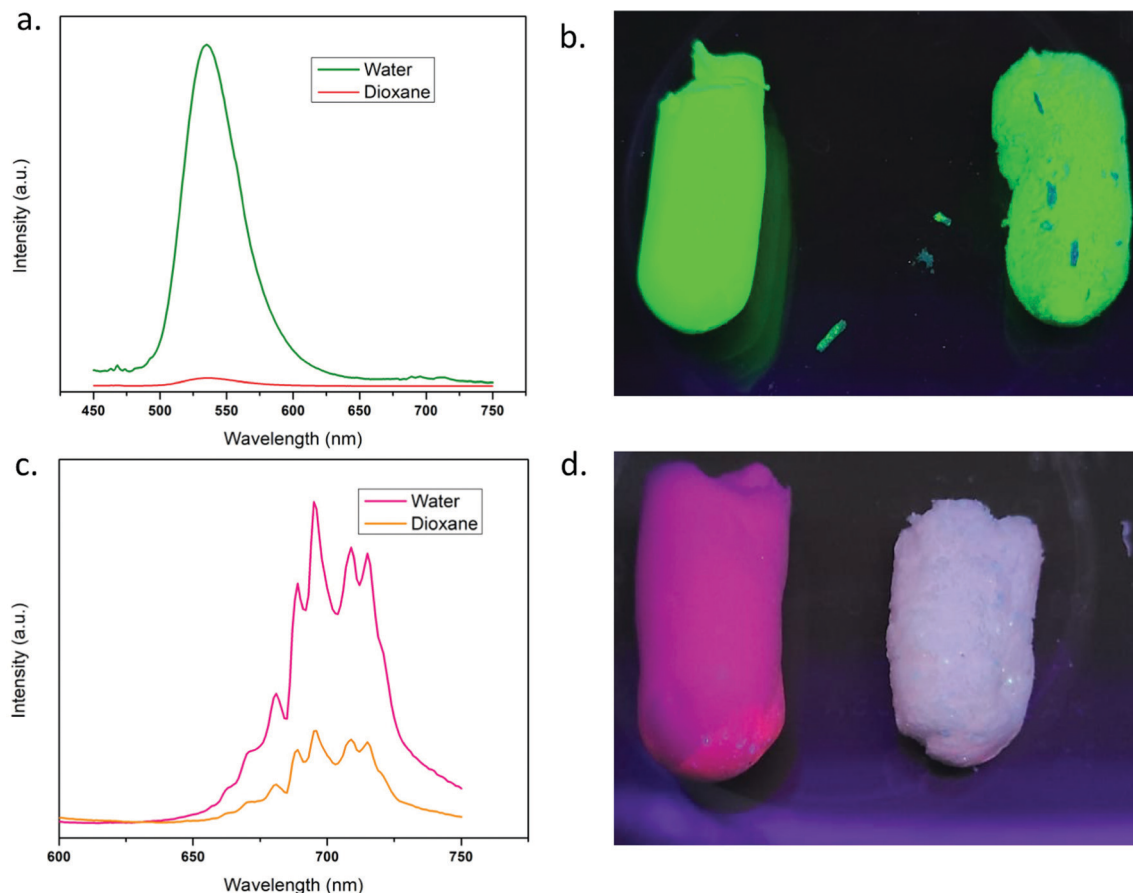 a.
Intensity (a.u.)
Water
Dioxane
450 500 550 600 650 700 750
Wavelength (nm)
b.
c.
Intensity (a.u.)
Water
Dioxane
600 650 700 750
Wavelength (nm)
d.